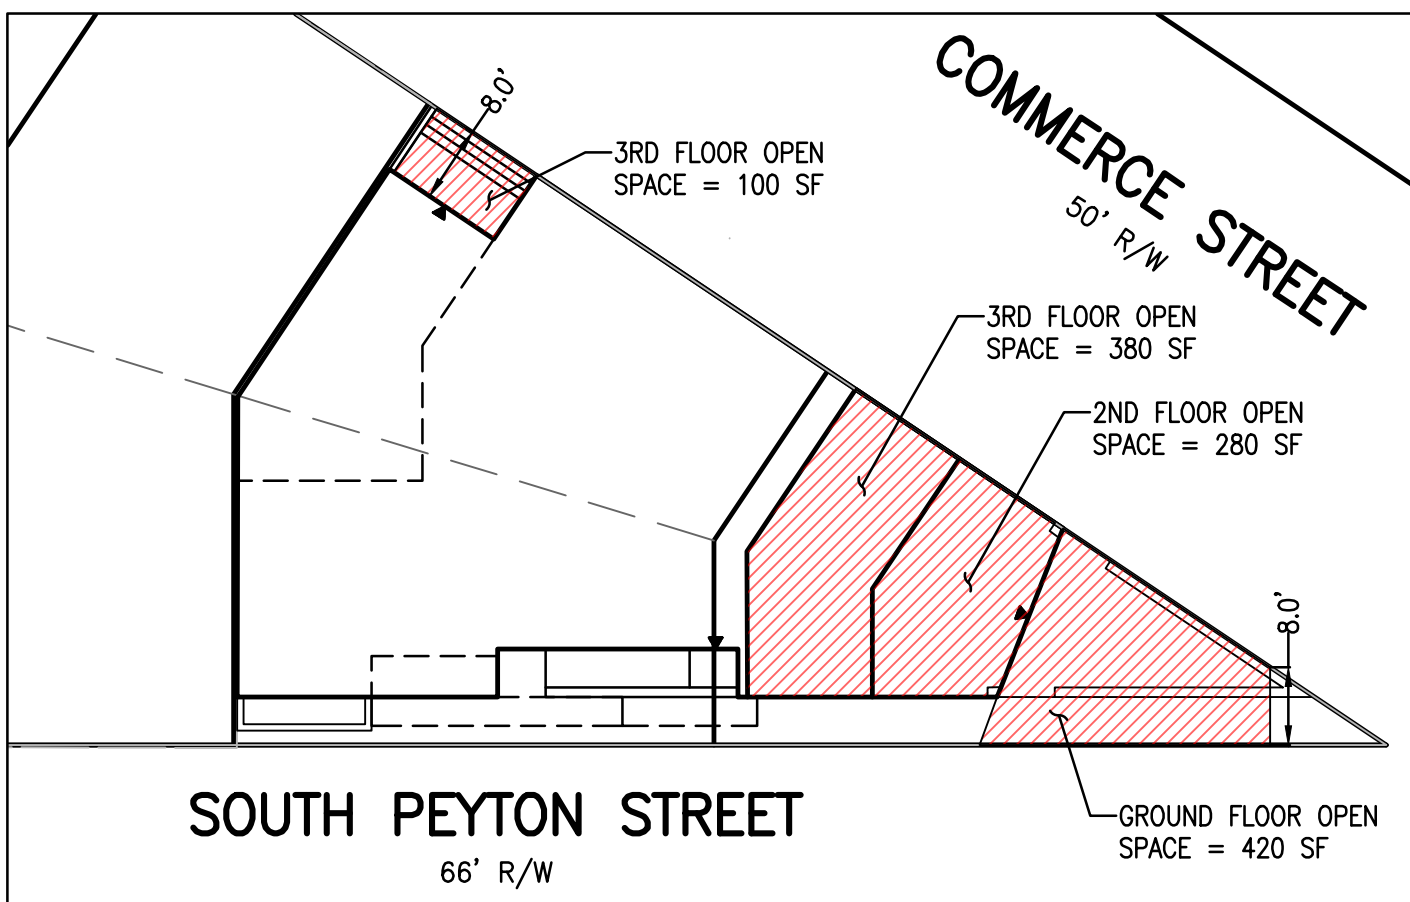 COMMERCE STREET
50' R/W
8.0'
3RD FLOOR OPEN
SPACE = 100 SF
3RD FLOOR OPEN
SPACE = 380 SF
2ND FLOOR OPEN
SPACE = 280 SF
8.0'
SOUTH PEYTON STREET
66' R/W
GROUND FLOOR OPEN
SPACE = 420 SF